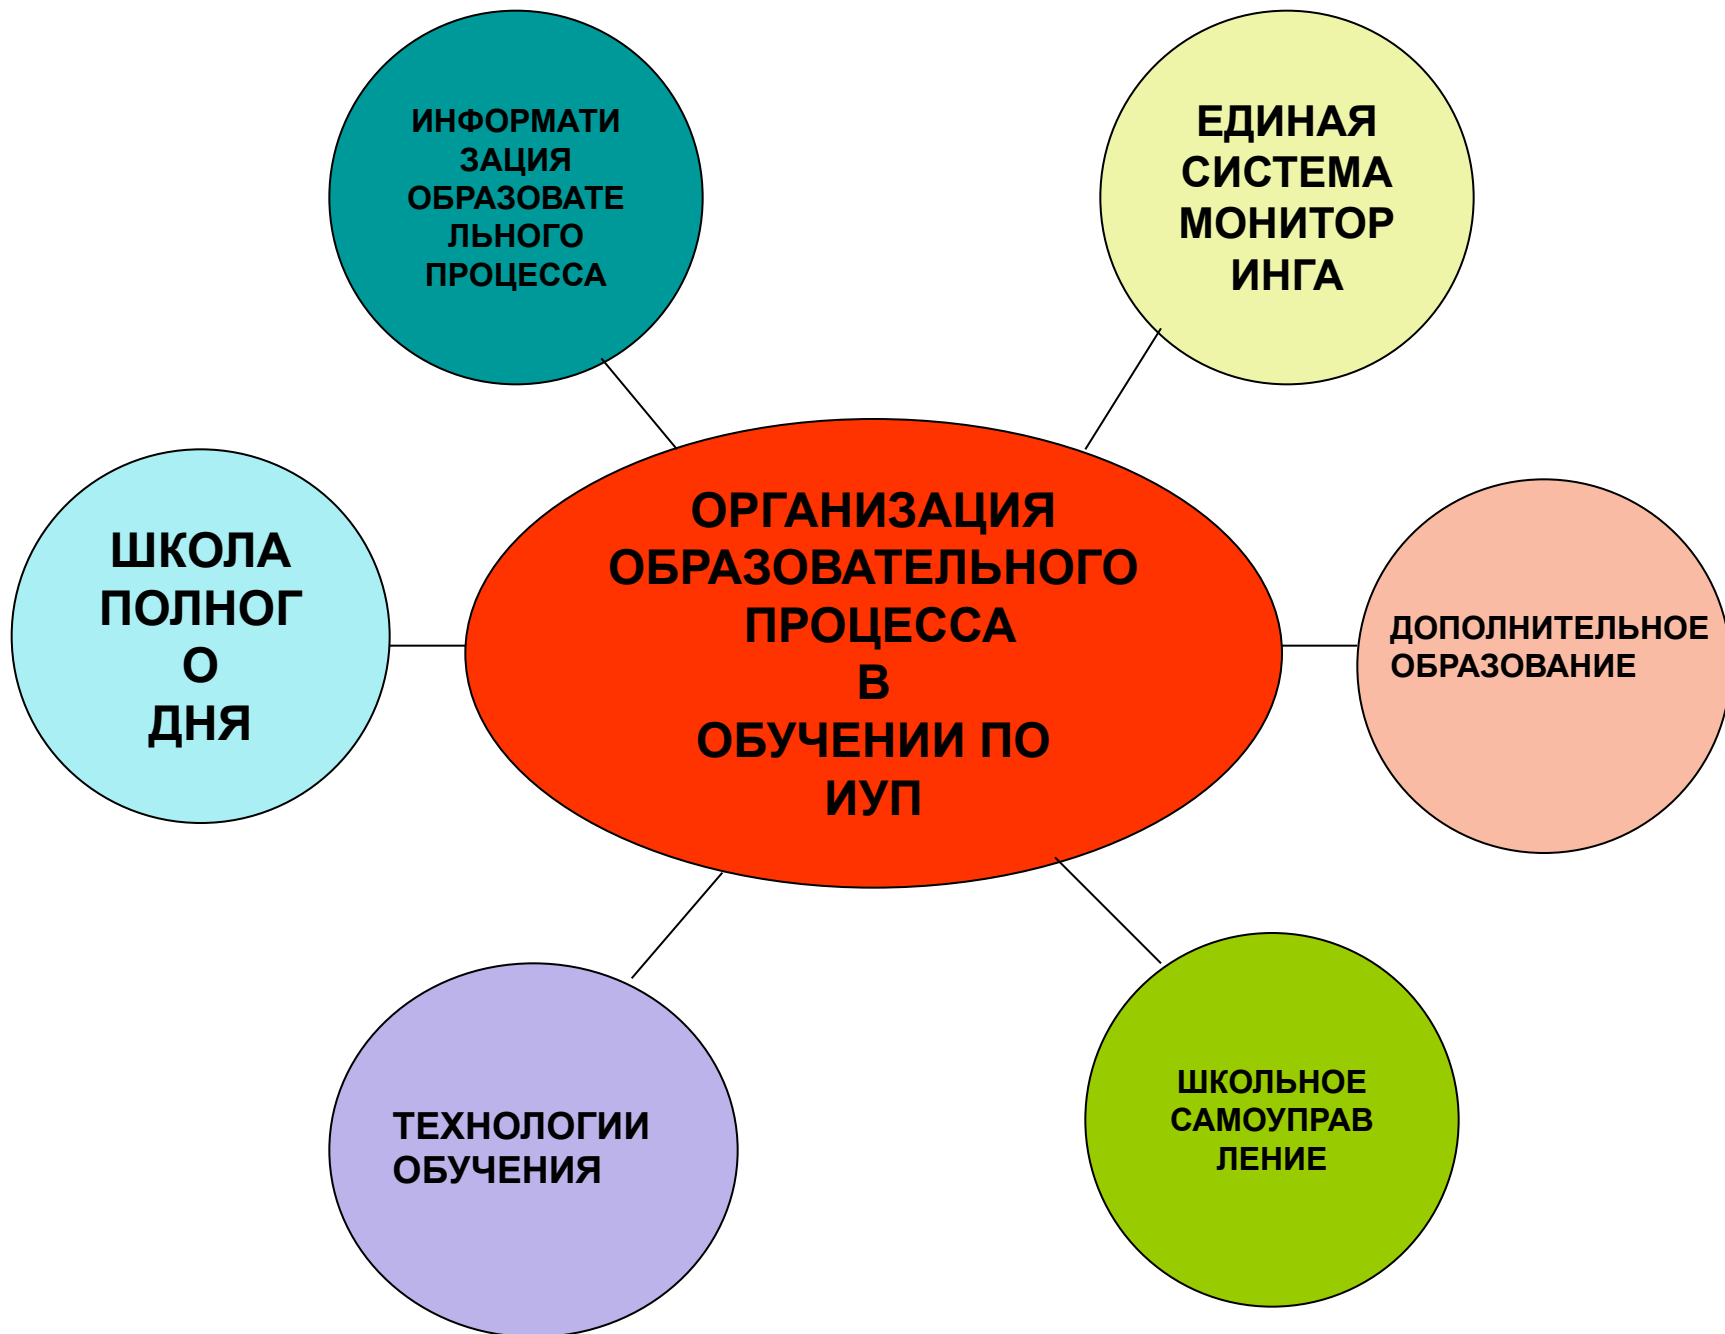 ИНФОРМАТИ
ЗАЦИЯ
ОБРАЗОВАТЕ
ЛЬНОГО
ПРОЦЕССА
ЕДИНАЯ
СИСТЕМА
МОНИТОР
ИНГА
ШКОЛА
ПОЛНОГ
О
ДНЯ
ОРГАНИЗАЦИЯ
ОБРАЗОВАТЕЛЬНОГО
ПРОЦЕССА
В
ОБУЧЕНИИ ПО
ИУП
ДОПОЛНИТЕЛЬНОЕ
ОБРАЗОВАНИЕ
ТЕХНОЛОГИИ
ОБУЧЕНИЯ
ШКОЛЬНОЕ
САМОУПРАВ
ЛЕНИЕ